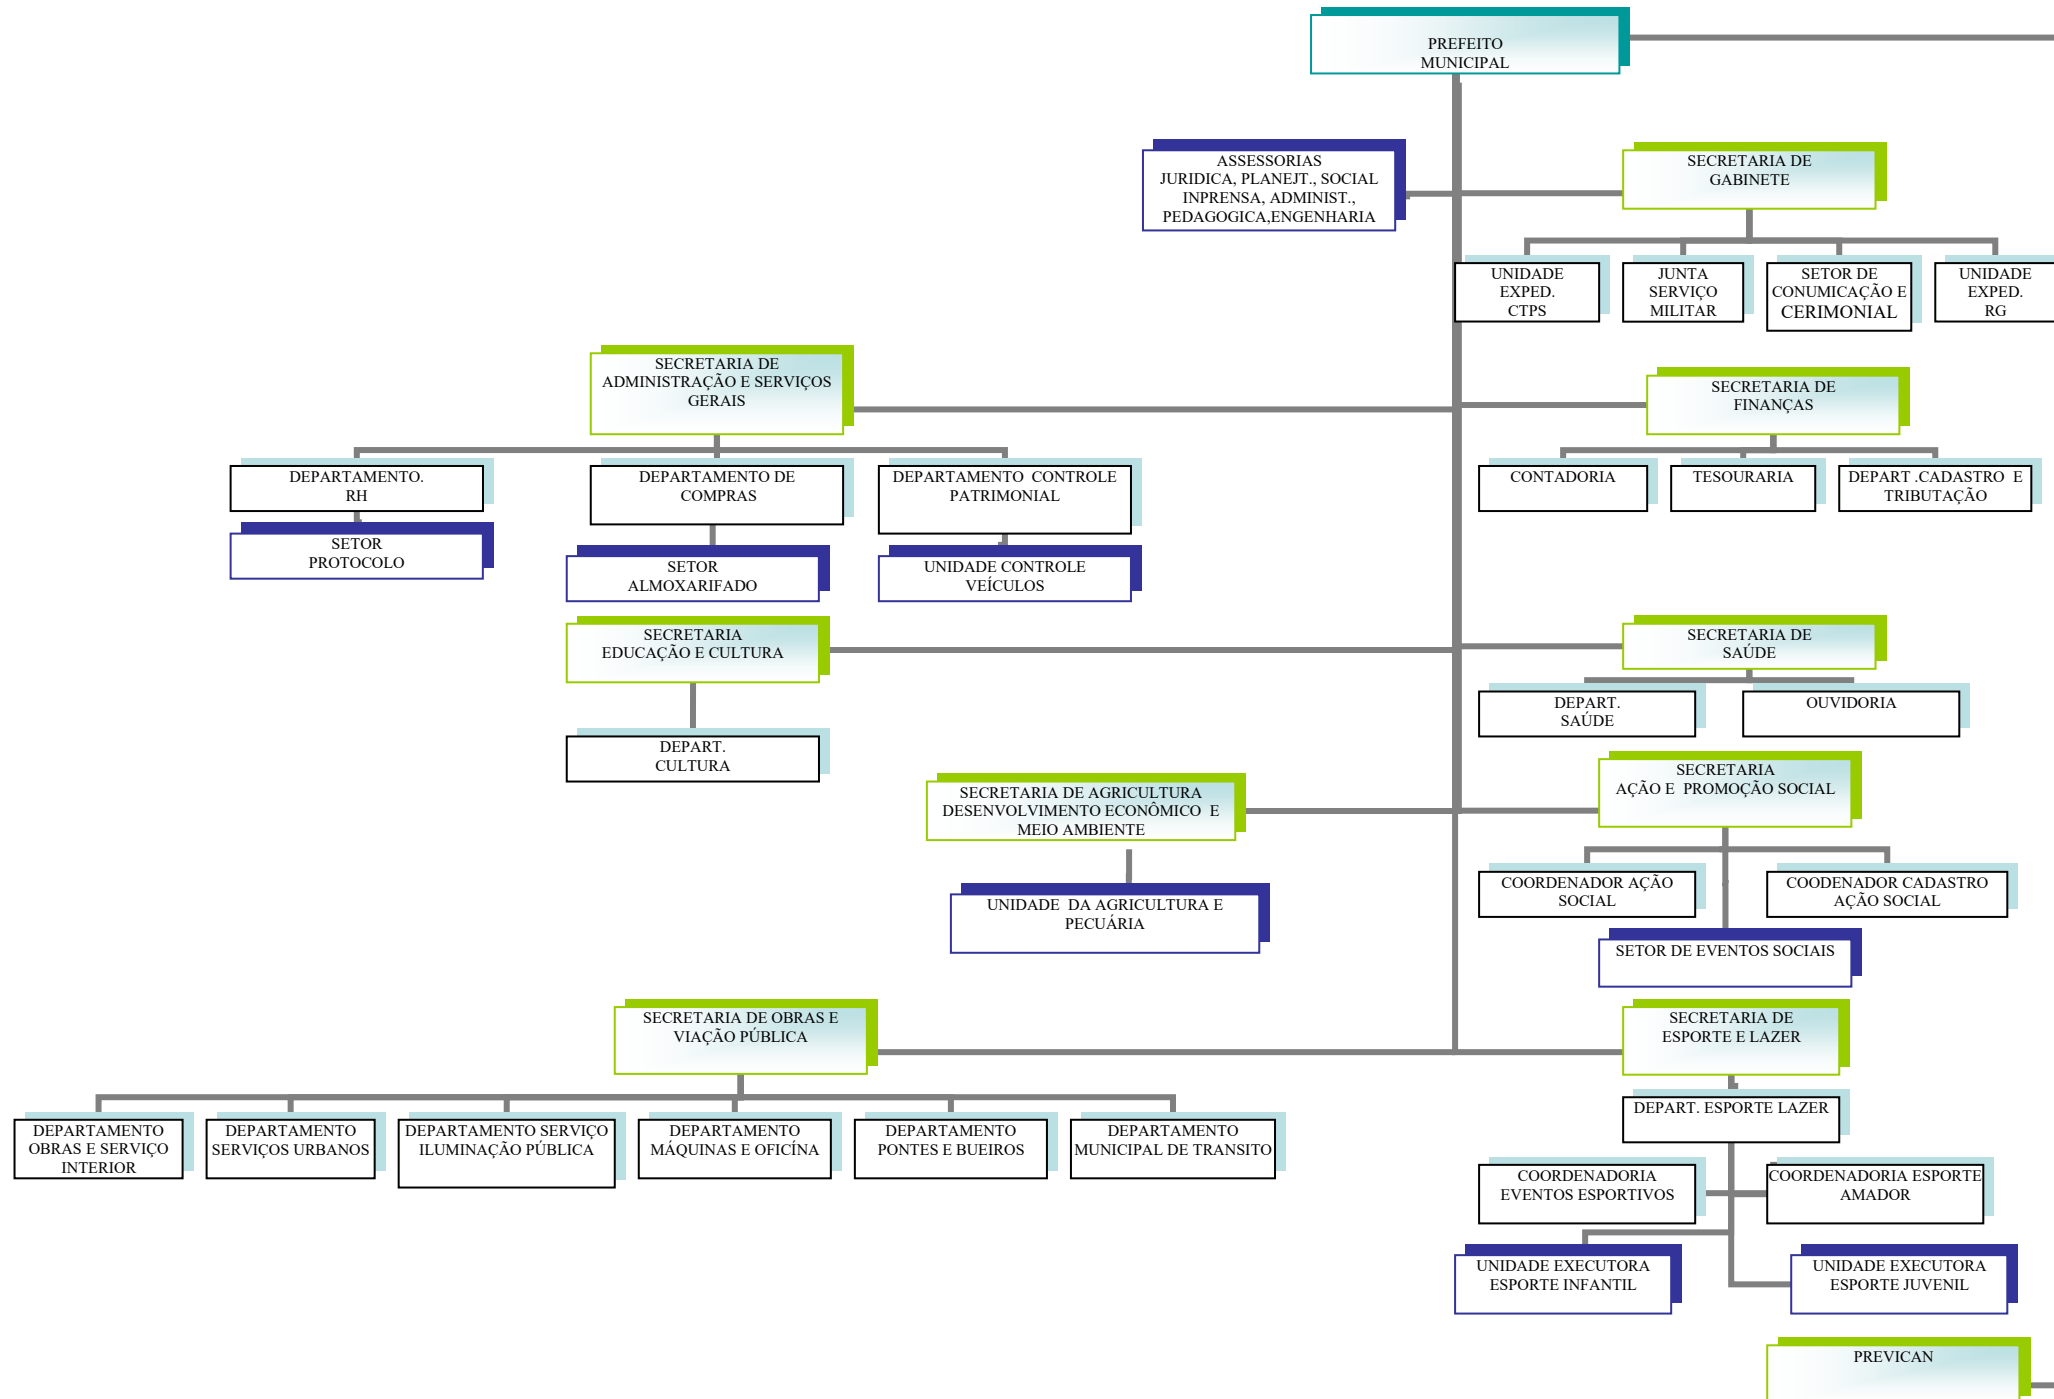 PREFEITO
MUNICIPAL
ASSESSORIAS
JURIDICA, PLANEJT., SOCIAL
INPRENSA, ADMINIST.,
PEDAGOGICA,ENGENHARIA
SECRETARIA DE
GABINETE
UNIDADE
EXPED.
CTPS
JUNTA
SERVIÇO
MILITAR
SETOR DE
CONUMICAÇÃO E
CERIMONIAL
UNIDADE
EXPED.
RG
SECRETARIA DE
ADMINISTRAÇÃO E SERVIÇOS
GERAIS
SECRETARIA DE
FINANÇAS
DEPARTAMENTO.
RH
DEPARTAMENTO DE
COMPRAS
DEPARTAMENTO CONTROLE
PATRIMONIAL
CONTADORIA
TESOURARIA
DEPART .CADASTRO E
TRIBUTAÇÃO
SETOR
PROTOCOLO
SETOR
ALMOXARIFADO
UNIDADE CONTROLE
VEÍCULOS
SECRETARIA
EDUCAÇÃO E CULTURA
SECRETARIA DE
SAÚDE
DEPART.
SAÚDE
OUVIDORIA
DEPART.
CULTURA
SECRETARIA DE AGRICULTURA
DESENVOLVIMENTO ECONÔMICO E
MEIO AMBIENTE
SECRETARIA
AÇÃO E PROMOÇÃO SOCIAL
UNIDADE DA AGRICULTURA E
PECUÁRIA
COORDENADOR AÇÃO
SOCIAL
COODENADOR CADASTRO
AÇÃO SOCIAL
SETOR DE EVENTOS SOCIAIS
SECRETARIA DE OBRAS E
VIAÇÃO PÚBLICA
SECRETARIA DE
ESPORTE E LAZER
DEPARTAMENTO
OBRAS E SERVIÇO
INTERIOR
DEPARTAMENTO
SERVIÇOS URBANOS
DEPARTAMENTO SERVIÇO
ILUMINAÇÃO PÚBLICA
DEPARTAMENTO
MÁQUINAS E OFICÍNA
DEPARTAMENTO
PONTES E BUEIROS
DEPARTAMENTO
MUNICIPAL DE TRANSITO
DEPART. ESPORTE LAZER
COORDENADORIA
EVENTOS ESPORTIVOS
COORDENADORIA ESPORTE
AMADOR
UNIDADE EXECUTORA
ESPORTE INFANTIL
UNIDADE EXECUTORA
ESPORTE JUVENIL
PREVICAN